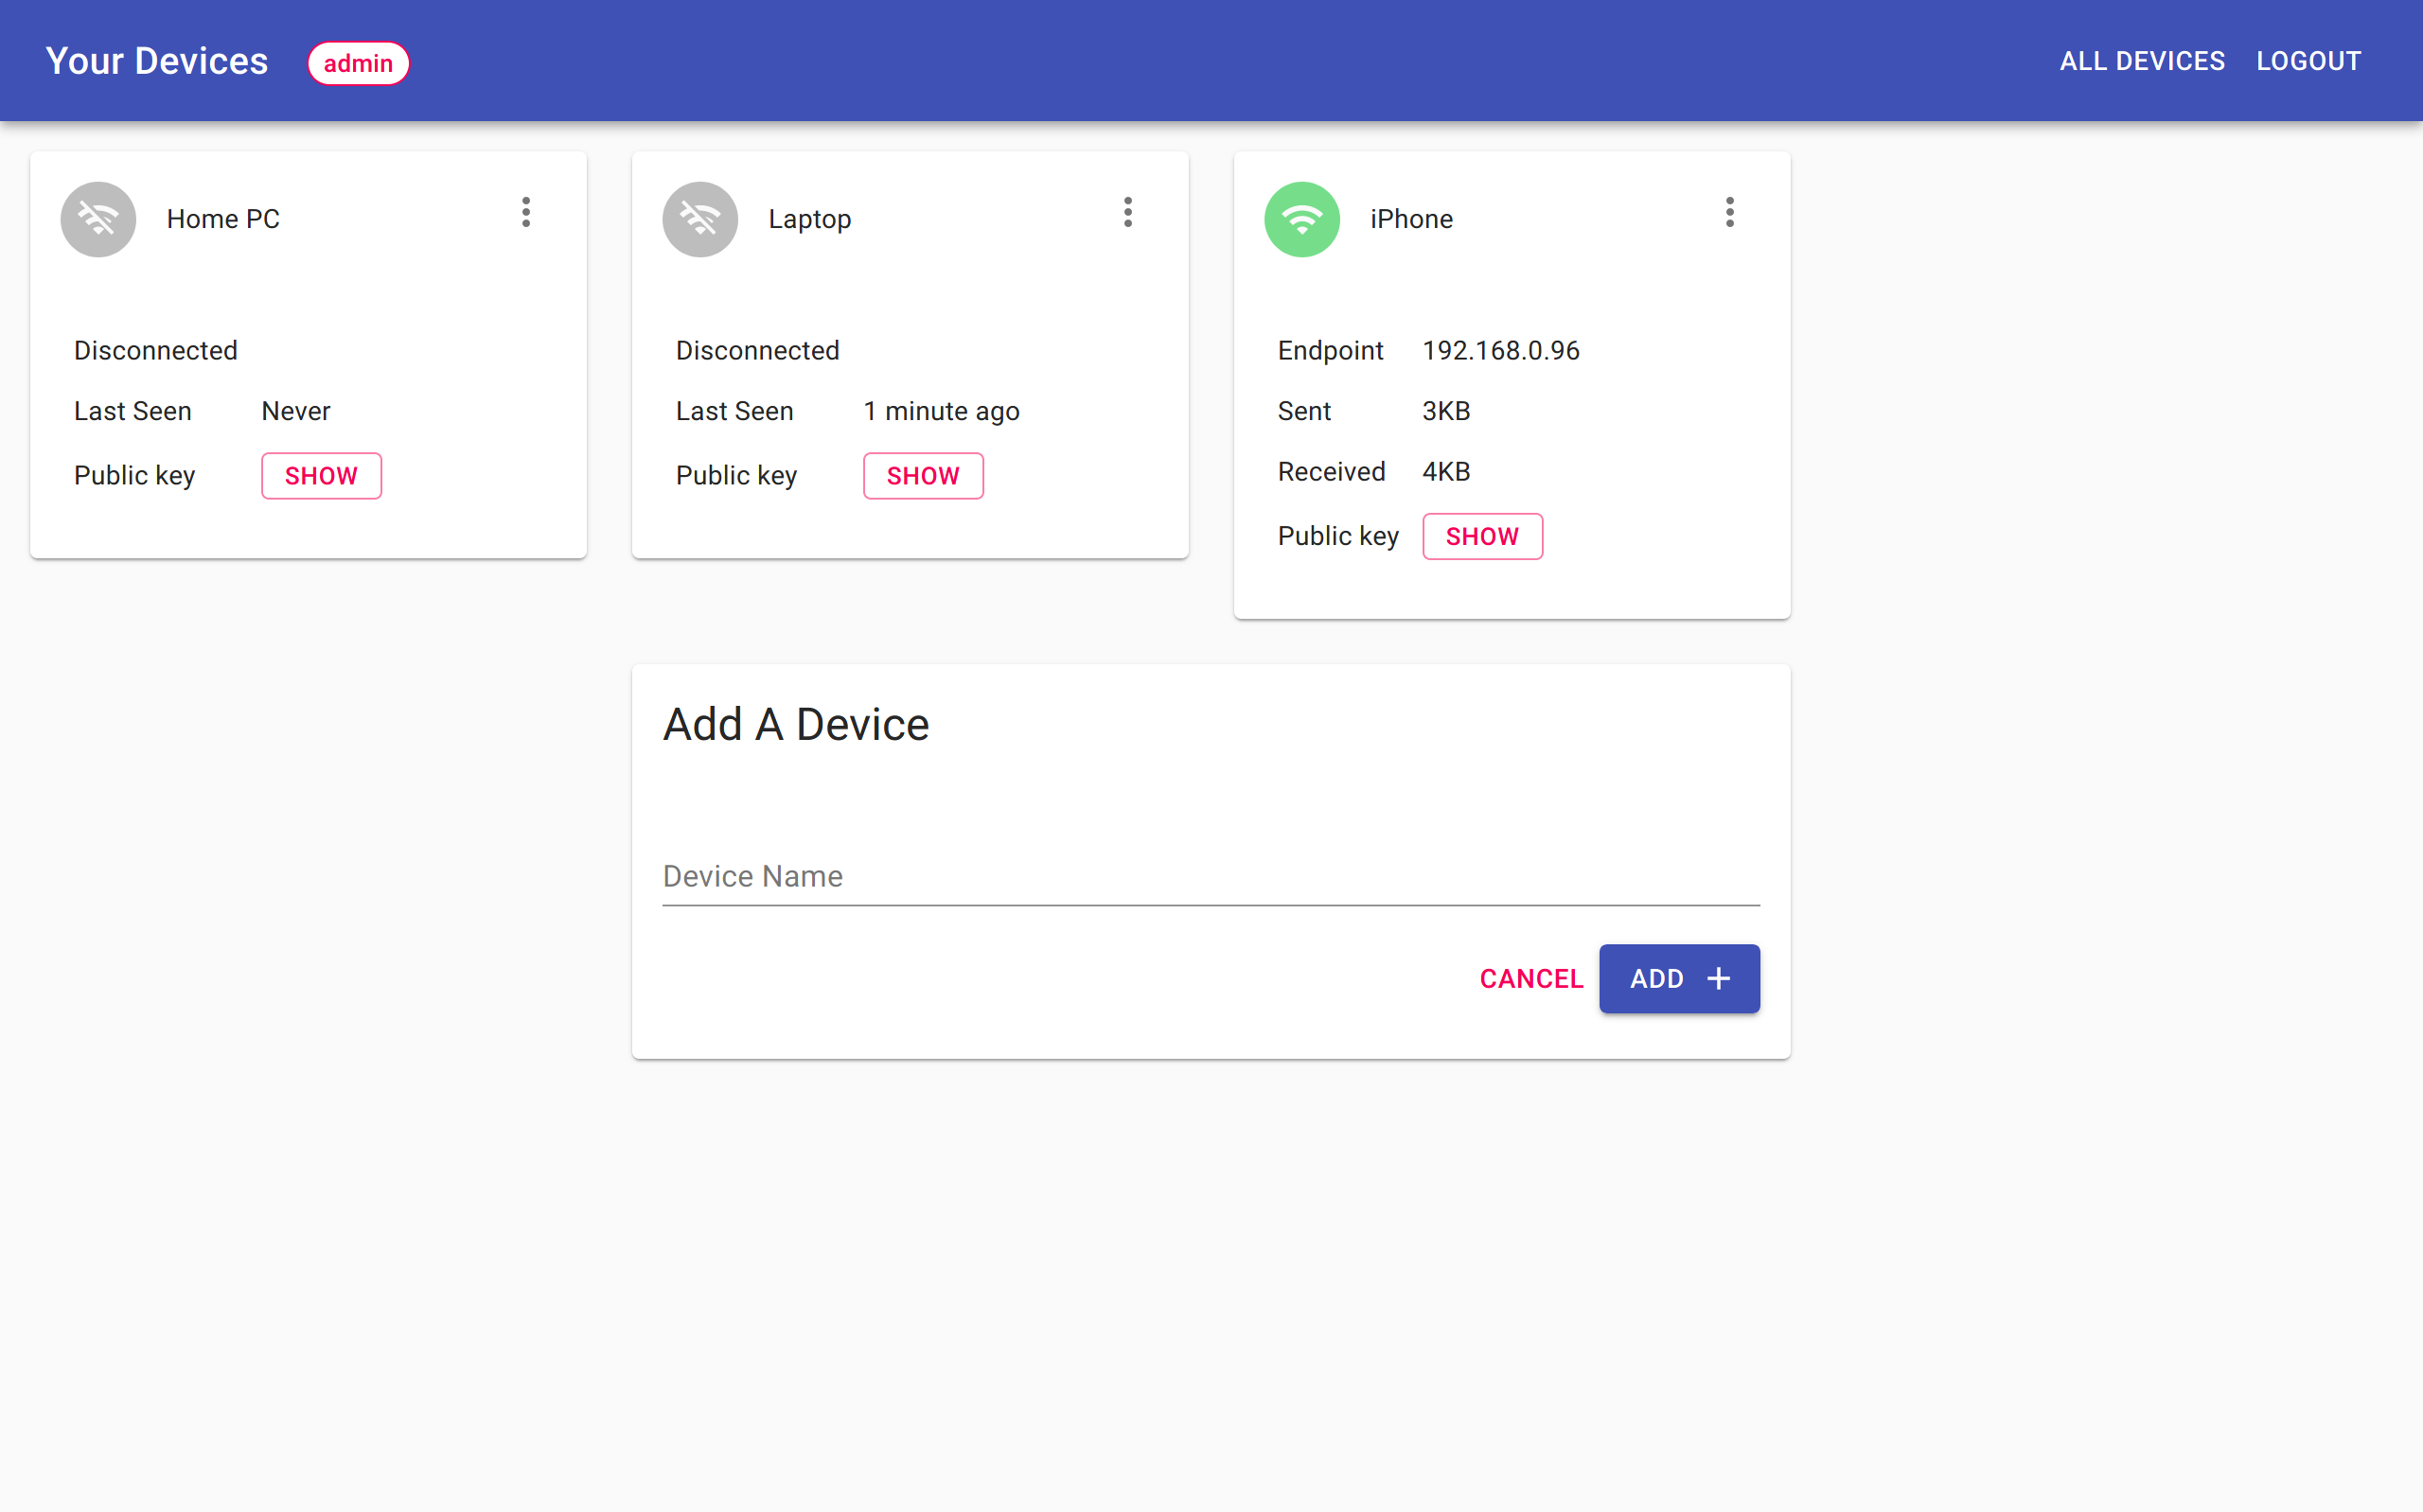 Your Devices admin ALL DEVICES LOGOUT
Home PC
Disconnected
Last Seen Never
Public key SHOW
Laptop
Disconnected
Last Seen 1 minute ago
Public key SHOW
iPhone
Endpoint 192.168.0.96
Sent 3KB
Received 4KB
Public key SHOW
Add A Device
Device Name
CANCEL ADD